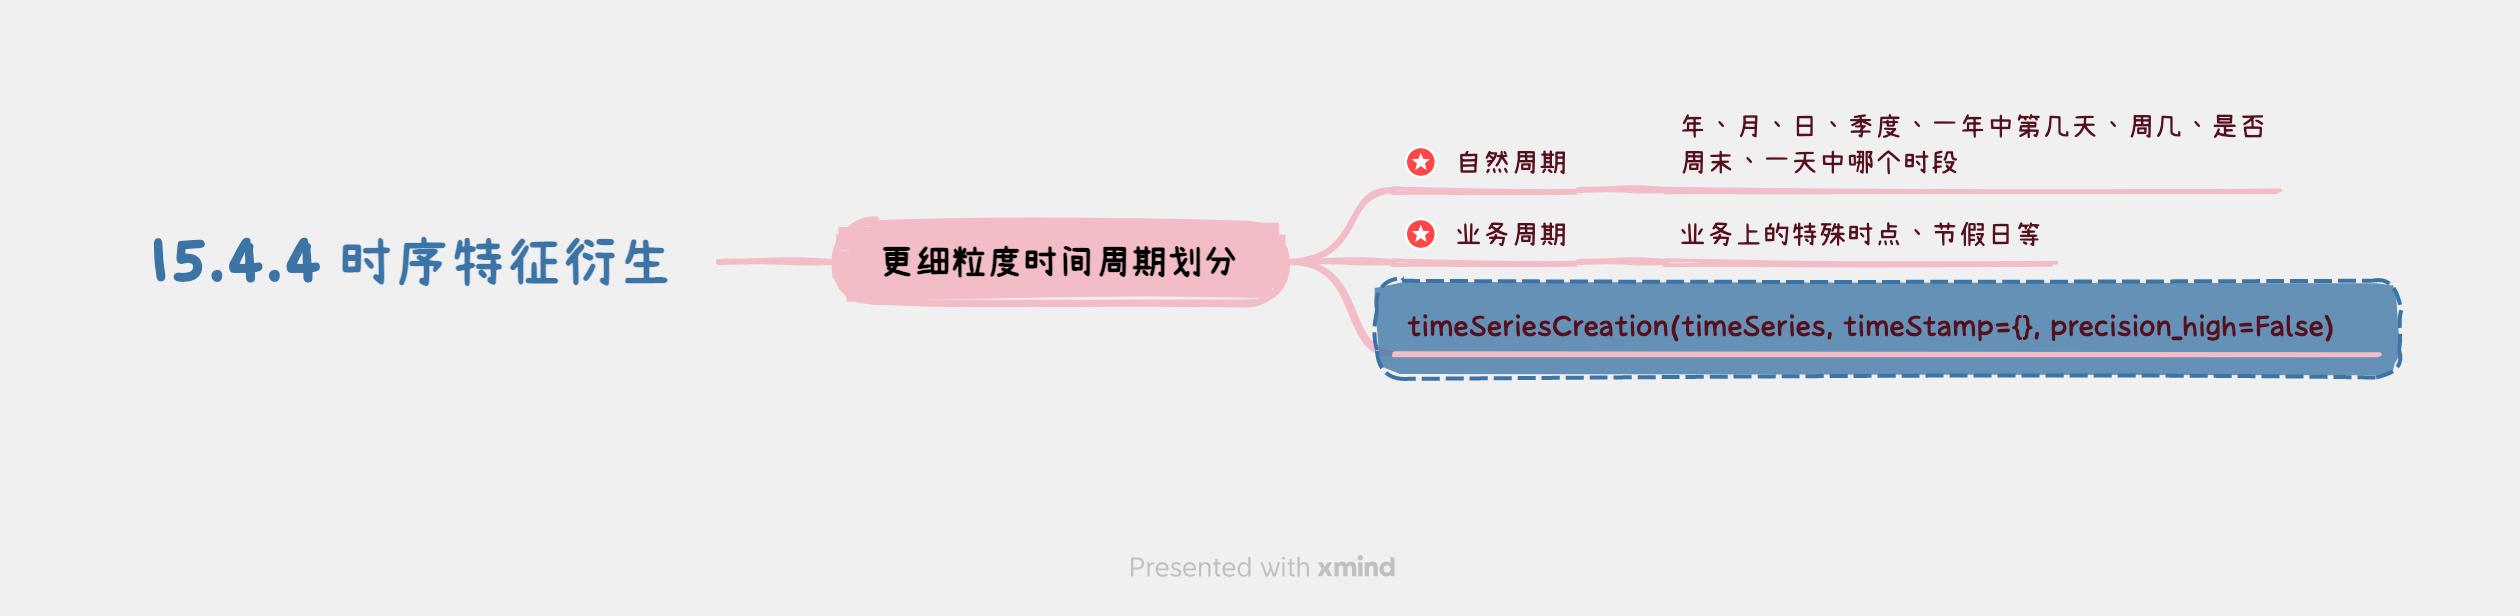 15.4.4 时序特征衍生
更细粒度时间周期划分
自然周期
年、月、日、季度、一年中第几天、周几、是否
周末、一天中哪个时段
业务周期
业务上的特殊时点、节假日等
timeSeriesCreation(timeSeries, timeStamp={}, precision_high=False)
Presented with xmind